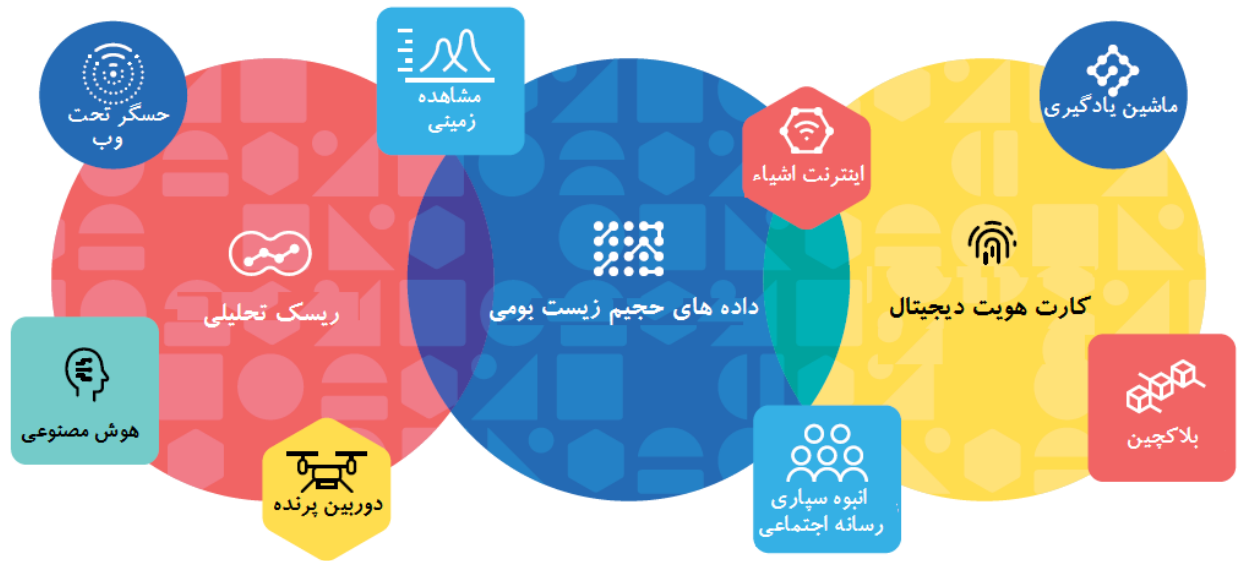 حسگر تحت
وب
مشاهده
زمینی
ماشین یادگیری
اینترنت اشیاء
ریسک تحلیلی
داده های حجیم زیست بومی
کارت هویت دیجیتال
هوش مصنوعی
دوربین پرنده
انبوه سپاری
رسانه اجتماعی
بلاکچین